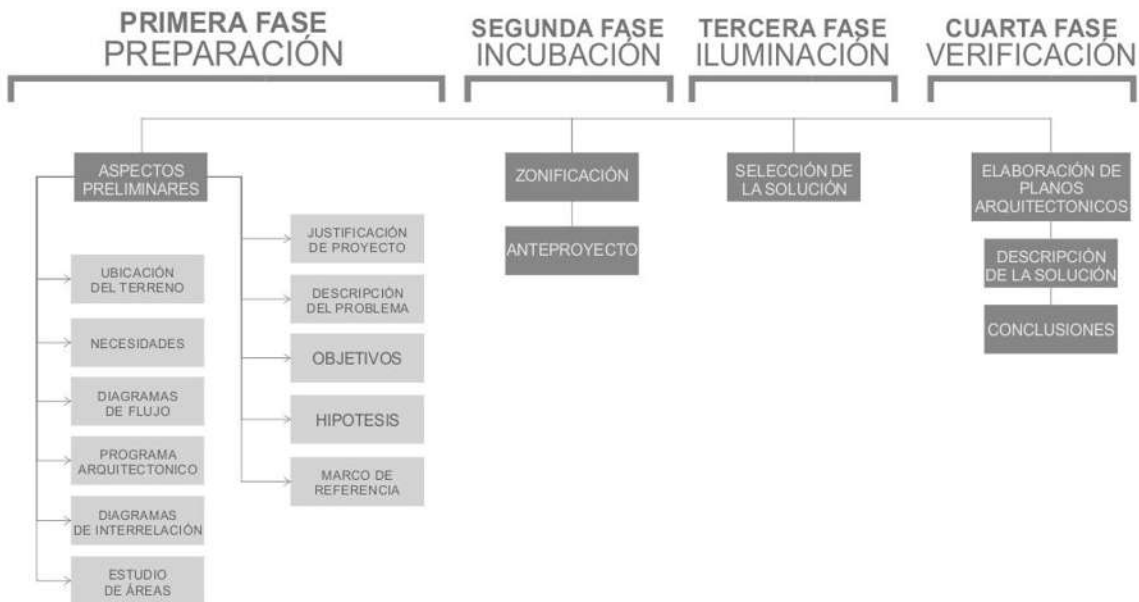 PRIMERA FASE
PREPARACIÓN
SEGUNDA FASE
INCUBACIÓN
TERCERA FASE
ILUMINACIÓN
CUARTA FASE
VERIFICACIÓN
ASPECTOS
PRELIMINARES
UBICACIÓN
DEL TERRENO
NECESIDADES
DIAGRAMAS
DE FLUJO
PROGRAMA
ARQUITECTONICO
DIAGRAMAS
DE INTERRELACIÓN
ESTUDIO
DE ÁREAS
JUSTIFICACIÓN
DE PROYECTO
DESCRIPCIÓN
DEL PROBLEMA
OBJETIVOS
HIPOTESIS
MARCO DE
REFERENCIA
ZONIFICACIÓN
ANTEPROYECTO
SELECCIÓN DE
LA SOLUCIÓN
ELABORACIÓN DE
PLANOS
ARQUITECTONICOS
DESCRIPCIÓN
DE LA SOLUCIÓN
CONCLUSIONES